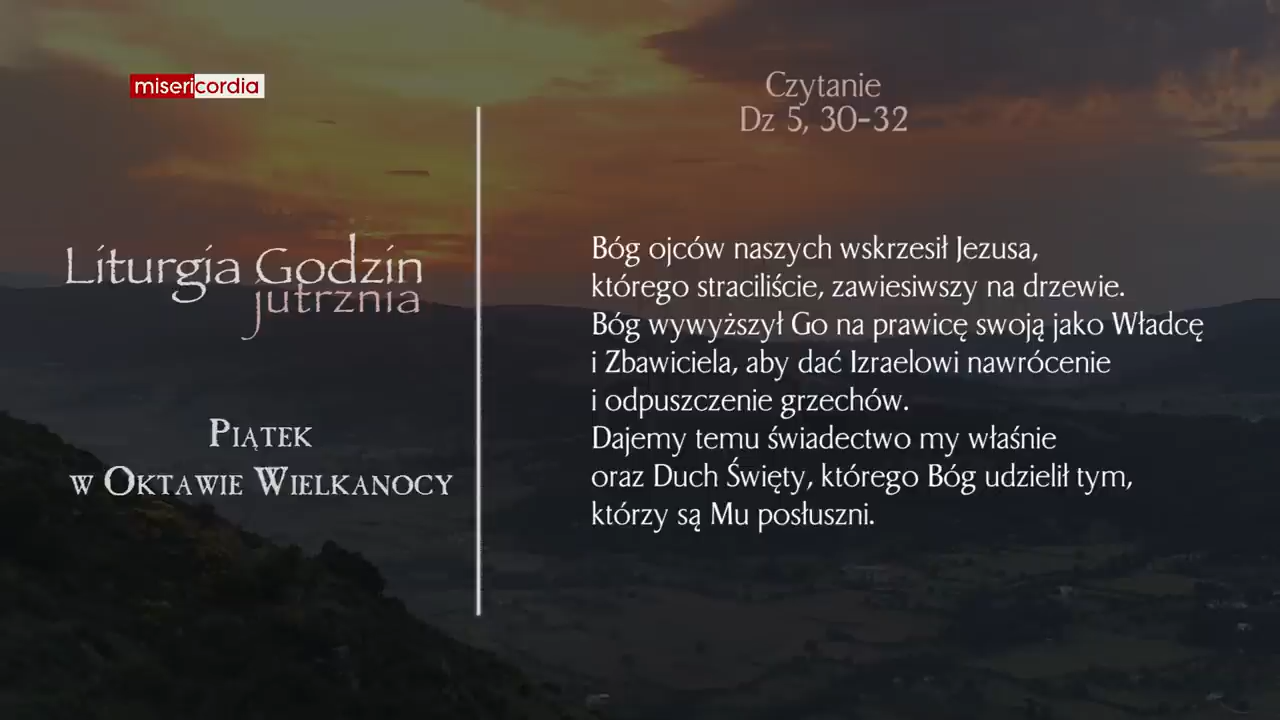 misericordia
Liturgia Godzin
jutrznia
Piątek
w Oktawie Wielkanocy
Czytanie
Dz 5, 30-32
Bóg ojców naszych wskrzesił Jezusa,
którego straciliście, zawiesiwszy na drzewie.
Bóg wywyższył Go na prawicę swoją jako Władcę
i Zbawiciela, aby dać Izraelowi nawrócenie
i odpuszczenie grzechów.
Dajemy temu świadectwo my właśnie
oraz Duch Święty, którego Bóg udzielił tym,
którzy są Mu posłuszni.